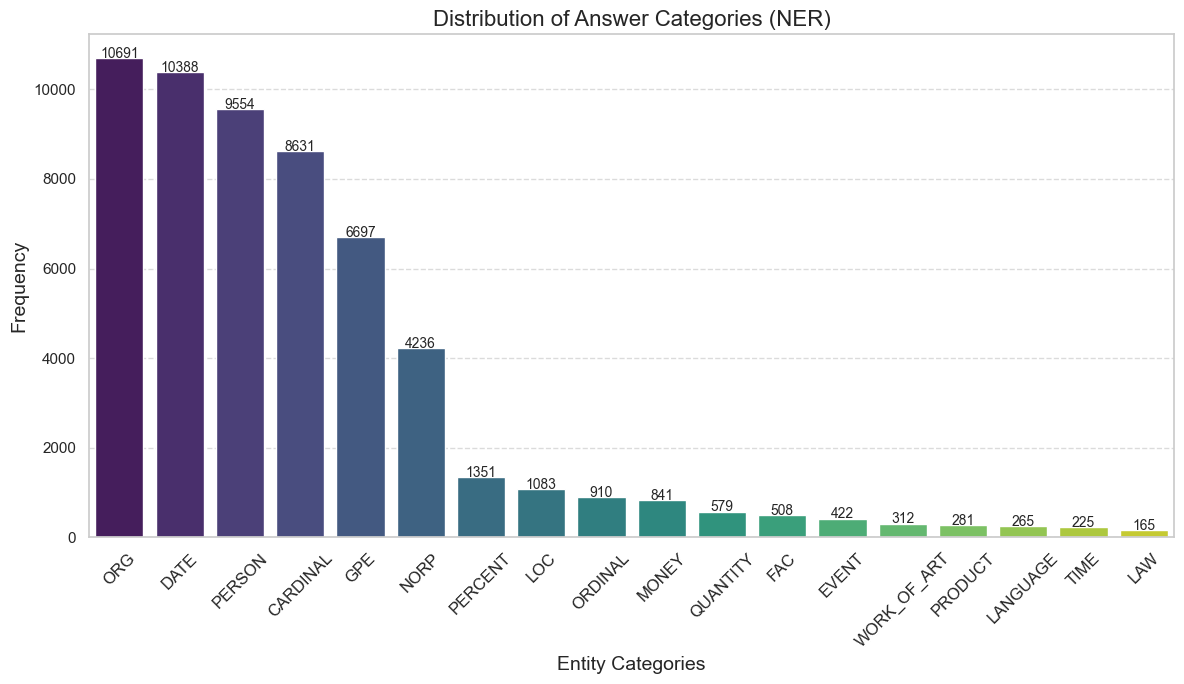 Distribution of Answer Categories (NER)
Frequency
10000
8000
6000
4000
2000
0
10691
10388
9554
8631
6697
4236
1351
1083
910
841
579
508
422
312
281
265
225
165
ORG
DATE
PERSON
CARDINAL
GPE
NORP
PERCENT
LOC
ORDINAL
MONEY
QUANTITY
FAC
EVENT
WORK_OF_ART
PRODUCT
LANGUAGE
TIME
LAW
Entity Categories